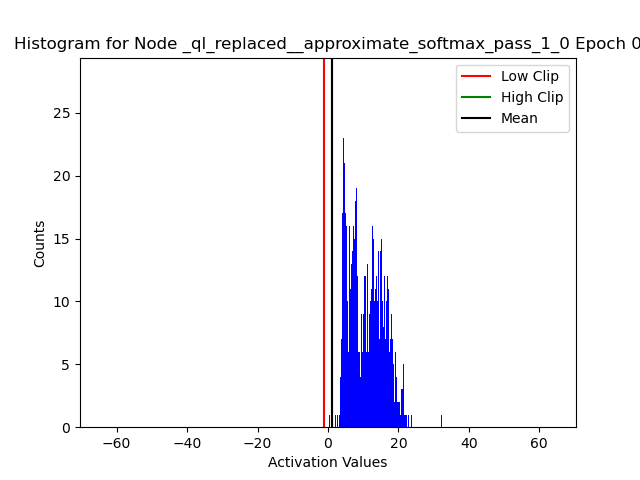 Histogram for Node _ql_replaced__approximate_softmax_pass_1_0 Epoch 0
Low Clip
High Clip
Mean
Counts
25
20
15
10
5
0
−60
−40
−20
0
20
40
60
Activation Values